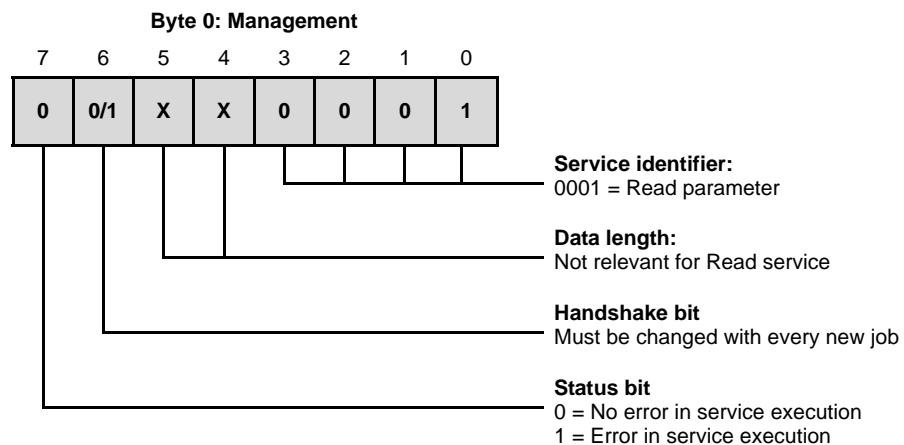 Byte 0: Management
7 6 5 4 3 2 1 0
0 0/1 X X 0 0 0 1
Service identifier:
0001 = Read parameter
Data length:
Not relevant for Read service
Handshake bit
Must be changed with every new job
Status bit
0 = No error in service execution
1 = Error in service execution